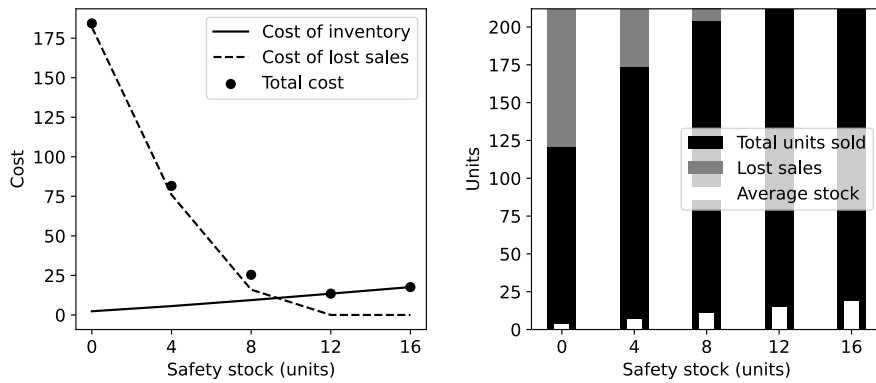 175
150
125
100
75
50
25
0
Cost
Cost of inventory
Cost of lost sales
Total cost
0 4 8 12 16
Safety stock (units)
200
175
150
125
100
75
50
25
0
Units
Total units sold
Lost sales
Average stock
0 4 8 12 16
Safety stock (units)